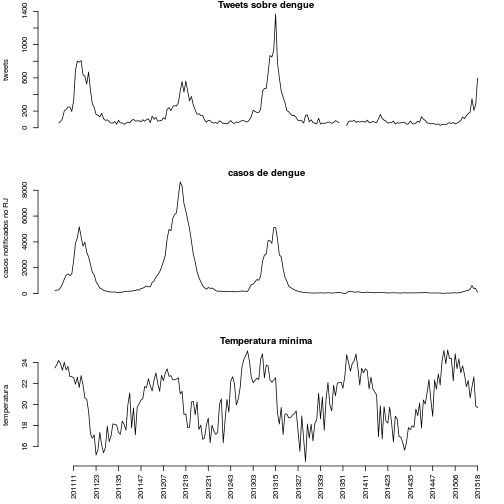 Tweets sobre dengue
1400
1000
600
200
0
tweets
casos de dengue
8000
6000
4000
2000
0
casos notificados no RJ
Temperatura mínima
24
22
20
18
16
temperatura
201111 201123 201135 201147 201207 201219 201231 201243 201303 201315 201327 201339 201351 201411 201423 201435 201447 201506 201518